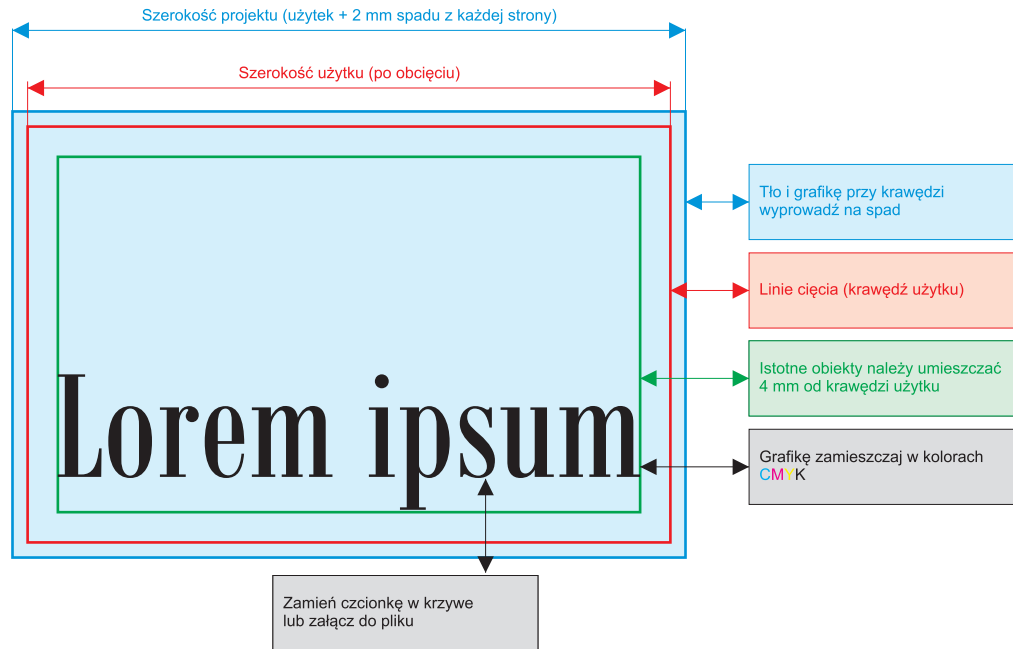 Szerokość projektu (użytek + 2 mm spadu z każdej strony)
Szerokość użytku (po obcięciu)
Tło i grafikę przy krawędzi
wyprowadź na spad
Linie cięcia (krawędź użytku)
Istotne obiekty należy umieszczać
4 mm od krawędzi użytku
Lorem ipsum
Grafikę zamieszczaj w kolorach
CMYK
Zamień czcionkę w krzywe
lub załącz do pliku